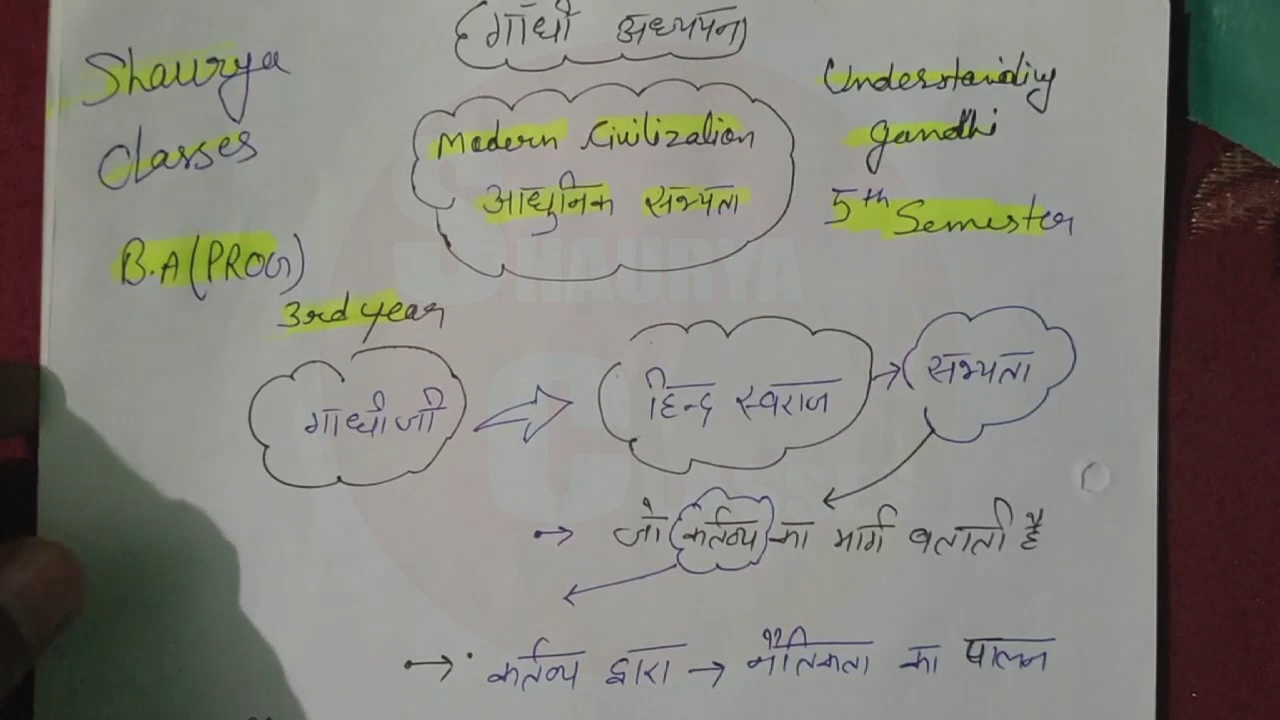 गाँधी अध्ययन
Shaurya
Classes
B.A (PROG)
3rd year
Modern Civilization
आधुनिक सभ्यता
Understanding
gandhi
5th Semester
गाधीजी
हिन्द स्वराज
सभ्यता
जो कर्तव्य का मार्ग बताती है
कर्तव्य द्वारा → नैतिकता का पालन
SHAURYA